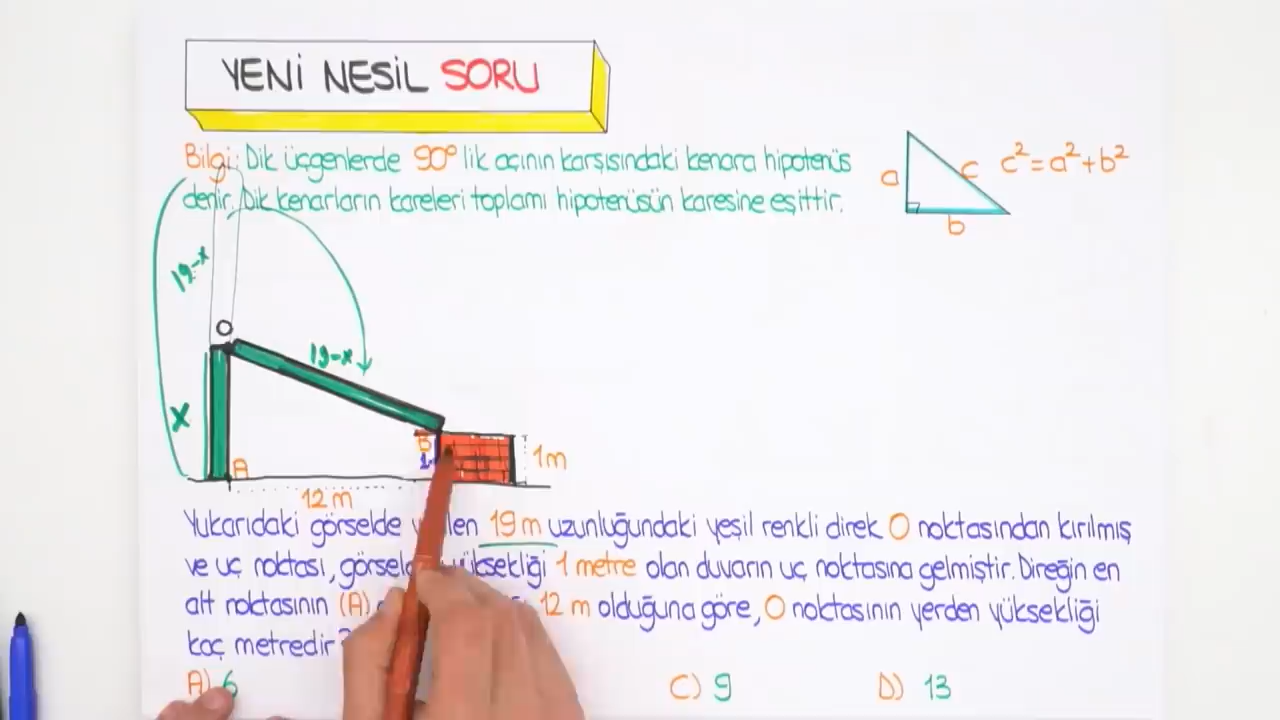 YENİ NESİL SORU
Bilgi: Dik üçgenlerde 90° lik açının karşısındaki kenara hipotenüs
denir. Dik kenarların kareleri toplamı hipotenüsün karesine eşittir.
a
c
b
c² = a² + b²
19-x
O
19-x
x
A
B
1
1m
12 m
Yukarıdaki görselde 19 m uzunluğundaki yeşil renkli direk O noktasından kırılmış
ve uç noktası, yüksekliği 1 metre olan duvarın uç noktasına gelmiştir. Direğin en
alt noktasının (A) 12 m olduğuna göre, O noktasının yerden yüksekliği
kaç metredir?
A) 6
C) 9
D) 13